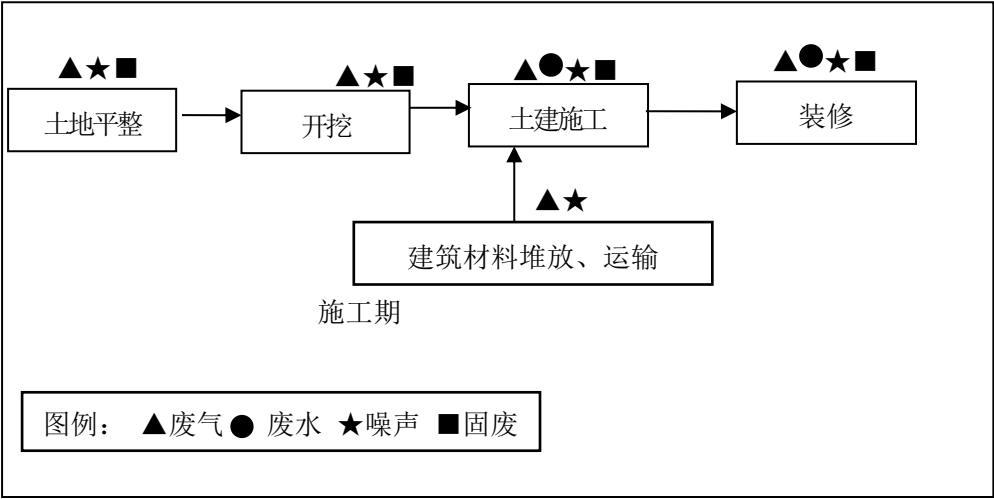 ▲★■
▲★■
▲●★■
▲●★■
土地平整
开挖
土建施工
装修
▲★
建筑材料堆放、运输
施工期
图例： ▲废气● 废水 ★噪声 ■固废